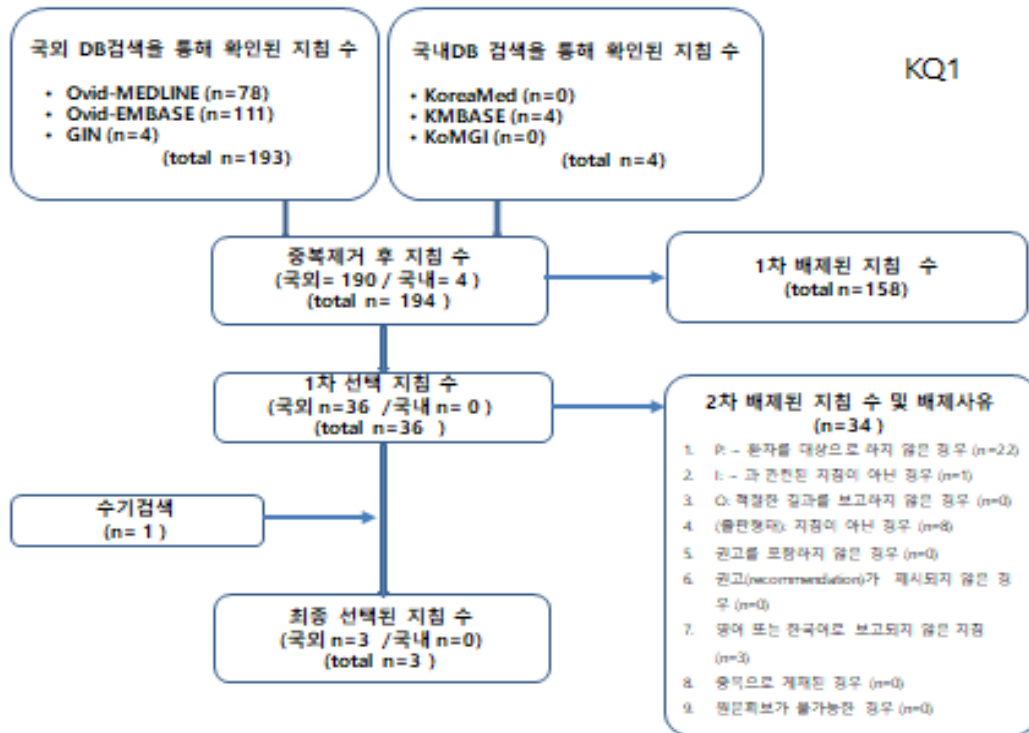 국외 DB검색을 통해 확인된 지침 수
• Ovid-MEDLINE (n=78)
• Ovid-EMBASE (n=111)
• GIN (n=4)
(total n=193)
국내DB 검색을 통해 확인된 지침 수
• KoreaMed (n=0)
• KMBASE (n=4)
• KoMGI (n=0)
(total n=4)
KQ1
중복제거 후 지침 수
(국외= 190 / 국내= 4 )
(total n= 194 )
1차 배제된 지침 수
(total n=158)
1차 선택 지침 수
(국외 n=36 /국내 n= 0 )
(total n=36 )
2차 배제된 지침 수 및 배제사유
(n=34 )
1. P: – 환자를 대상으로 하지 않은 경우 (n=22)
2. I: – 과 관련된 지침이 아닌 경우 (n=1)
3. O: 적절한 결과를 보고하지 않은 경우 (n=0)
4. (출판형태): 지침이 아닌 경우 (n=8)
5. 권고를 포함하지 않은 경우 (n=0)
6. 권고(recommendation)가 제시되지 않은 경
우 (n=0)
7. 영어 또는 한국어로 보고되지 않은 지침
(n=3)
8. 중복으로 게재된 경우 (n=0)
9. 원문확보가 불가능한 경우 (n=0)
수기검색
(n= 1 )
최종 선택된 지침 수
(국외 n=3 /국내 n=0)
(total n=3 )